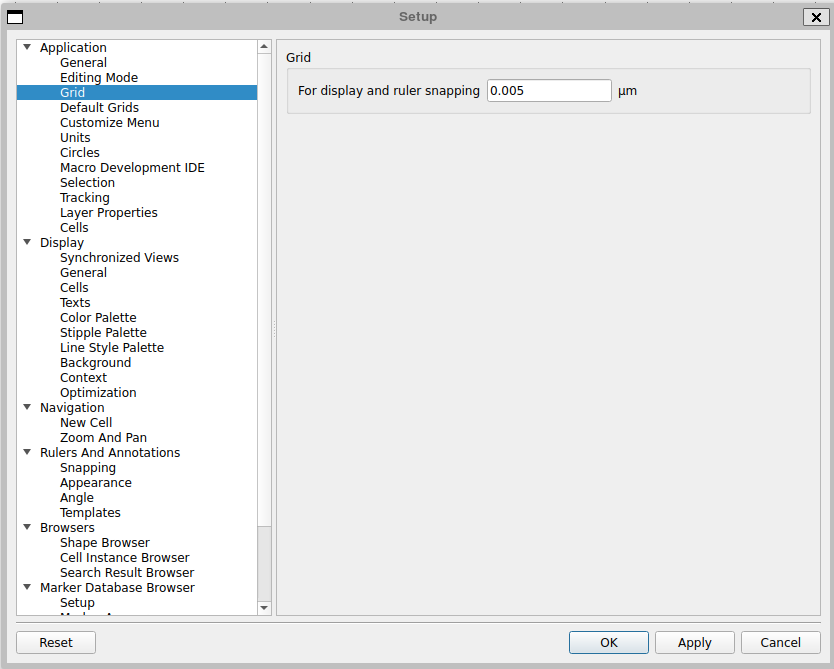 Setup
Application
General
Editing Mode
Grid
Default Grids
Customize Menu
Units
Circles
Macro Development IDE
Selection
Tracking
Layer Properties
Cells
Display
Synchronized Views
General
Cells
Texts
Color Palette
Stipple Palette
Line Style Palette
Background
Context
Optimization
Navigation
New Cell
Zoom And Pan
Rulers And Annotations
Snapping
Appearance
Angle
Templates
Browsers
Shape Browser
Cell Instance Browser
Search Result Browser
Marker Database Browser
Setup
Grid
For display and ruler snapping 0.005 µm
Reset OK Apply Cancel